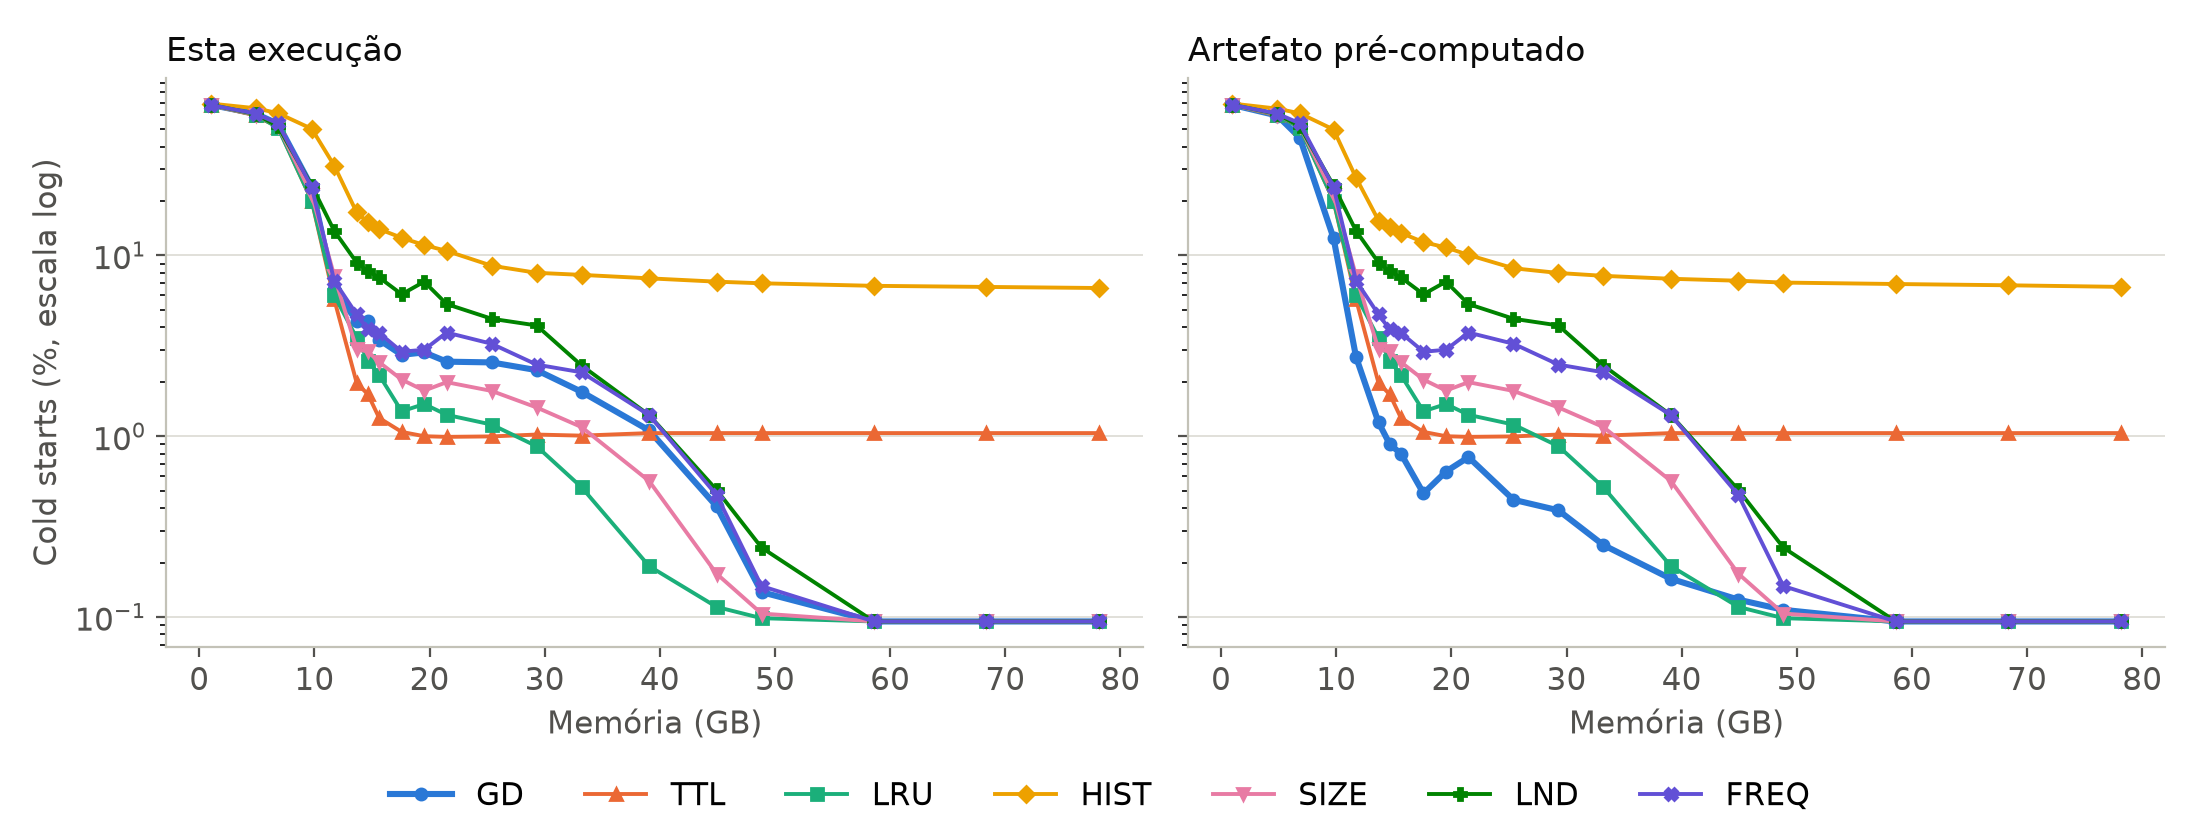 Esta execução
Artefato pré-computado
Cold starts (%, escala log)
10¹
10⁰
10⁻¹
0 10 20 30 40 50 60 70 80
0 10 20 30 40 50 60 70 80
Memória (GB)
Memória (GB)
GD TTL LRU HIST SIZE LND FREQ